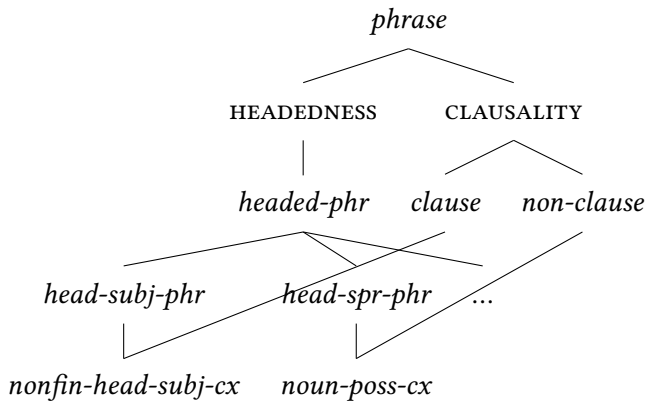 phrase
HEADEDNESS CLAUSALITY
headed-phr clause non-clause
head-subj-phr head-spr-phr ...
nonfin-head-subj-cx noun-poss-cx